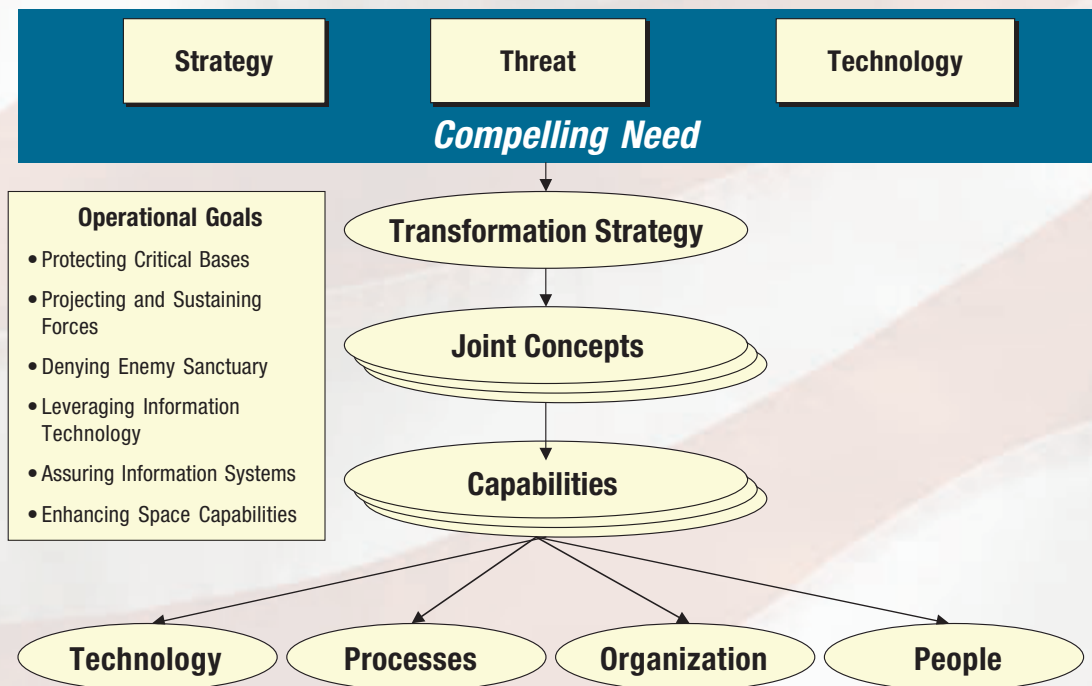 Strategy
Threat
Technology
Compelling Need
Operational Goals
• Protecting Critical Bases
• Projecting and Sustaining
Forces
• Denying Enemy Sanctuary
• Leveraging Information
Technology
• Assuring Information Systems
• Enhancing Space Capabilities
Transformation Strategy
Joint Concepts
Capabilities
Technology
Processes
Organization
People